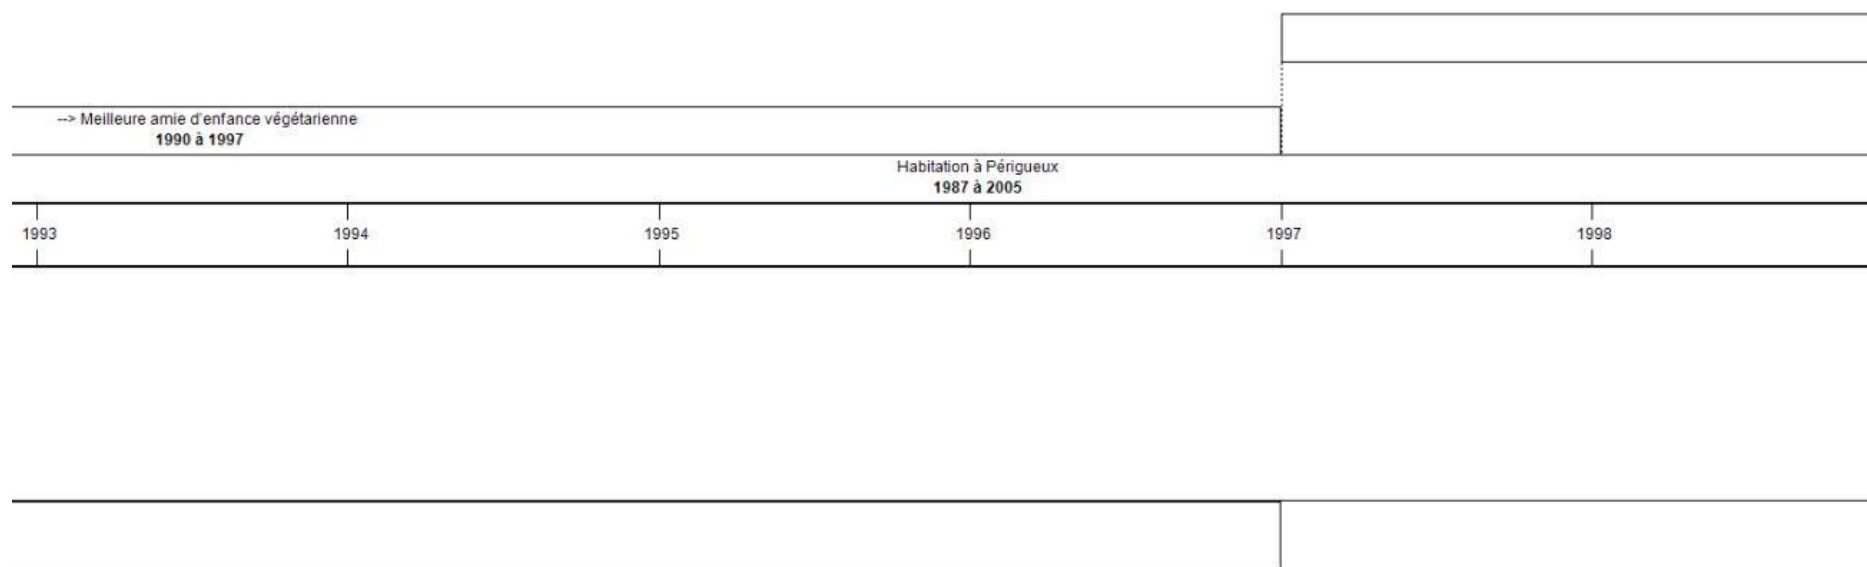 --> Meilleure amie d'enfance végétarienne
1990 à 1997
Habitation à Périgueux
1987 à 2005
1993 1994 1995 1996 1997 1998